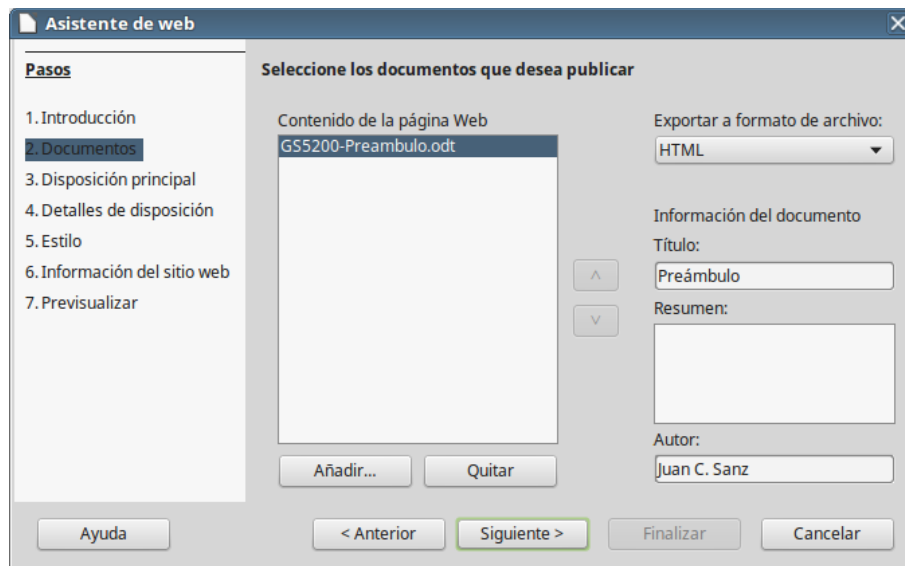 Asistente de web
Pasos
1. Introducción
2. Documentos
3. Disposición principal
4. Detalles de disposición
5. Estilo
6. Información del sitio web
7. Previsualizar
Seleccione los documentos que desea publicar
Contenido de la página Web
GS5200-Preambulo.odt
Añadir...
Quitar
Exportar a formato de archivo:
HTML
Información del documento
Título:
Preámbulo
Resumen:
Autor:
Juan C. Sanz
Ayuda
< Anterior
Siguiente >
Finalizar
Cancelar